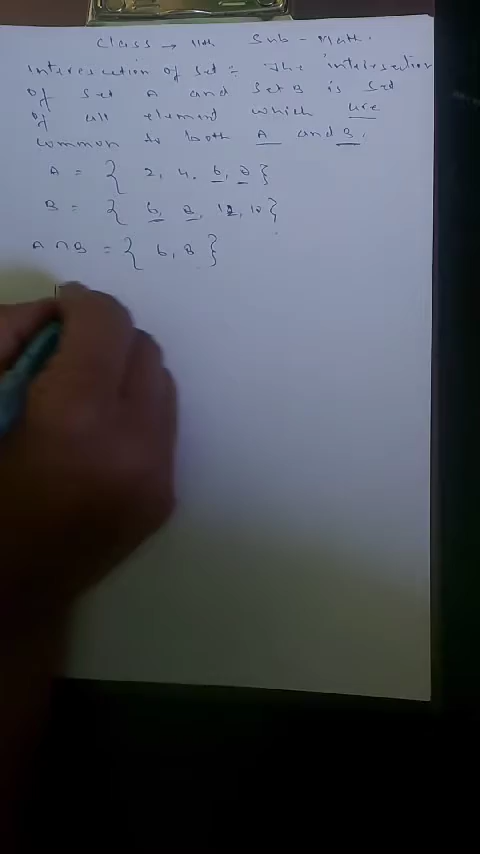 Class → 11th Sub - Math.
Intersection of Set = The intersection
of set A and set B is set
of all element which are
common to both A and B.
A = { 2, 4, 6, 8 }
B = { 6, 8, 12, 10 }
A ∩ B = { 6, 8 }